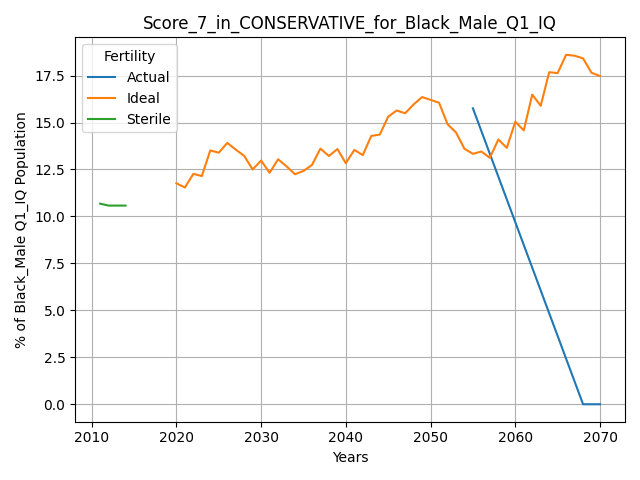 Score_7_in_CONSERVATIVE_for_Black_Male_Q1_IQ
Fertility
Actual
Ideal
Sterile
% of Black_Male Q1_IQ Population
17.5
15.0
12.5
10.0
7.5
5.0
2.5
0.0
2010 2020 2030 2040 2050 2060 2070
Years